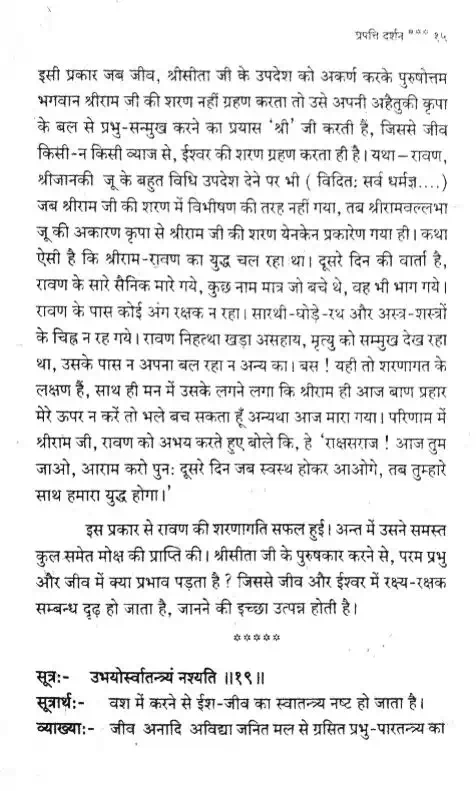 प्रपत्ति दर्शन *** १५
इसी प्रकार जब जीव, श्रीसीता जी के उपदेश को अकर्ण करके पुरुषोत्तम
भगवान श्रीराम जी की शरण नहीं ग्रहण करता तो उसे अपनी अहैतुकी कृपा
के बल से प्रभु-सन्मुख करने का प्रयास ‘श्री’ जी करती हैं, जिससे जीव
किसी-न किसी व्याज से, ईश्वर की शरण ग्रहण करता ही है। यथा–रावण,
श्रीजानकी जू के बहुत विधि उपदेश देने पर भी ( विदित: सर्व धर्मज्ञ....)
जब श्रीराम जी की शरण में विभीषण की तरह नहीं गया, तब श्रीरामवल्लभा
जू की अकारण कृपा से श्रीराम जी की शरण येनकेन प्रकारेण गया ही। कथा
ऐसी है कि श्रीराम-रावण का युद्ध चल रहा था। दूसरे दिन की वार्ता है,
रावण के सारे सैनिक मारे गये, कुछ नाम मात्र जो बचे थे, वह भी भाग गये।
रावण के पास कोई अंग रक्षक न रहा। सारथी-घोड़े-रथ और अस्त्र-शस्त्रों
के चिह्न न रह गये। रावण निहत्था खड़ा असहाय, मृत्यु को सम्मुख देख रहा
था, उसके पास न अपना बल रहा न अन्य का। बस ! यही तो शरणागत के
लक्षण हैं, साथ ही मन में उसके लगने लगा कि श्रीराम ही आज बाण प्रहार
मेरे ऊपर न करें तो भले बच सकता हूँ अन्यथा आज मारा गया। परिणाम में
श्रीराम जी, रावण को अभय करते हुए बोले कि, हे ‘राक्षसराज ! आज तुम
जाओ, आराम करो पुन: दूसरे दिन जब स्वस्थ होकर आओगे, तब तुम्हारे
साथ हमारा युद्ध होगा।’
इस प्रकार से रावण की शरणागति सफल हुई। अन्त में उसने समस्त
कुल समेत मोक्ष की प्राप्ति की। श्रीसीता जी के पुरुषकार करने से, परम प्रभु
और जीव में क्या प्रभाव पड़ता है ? जिससे जीव और ईश्वर में रक्ष्य-रक्षक
सम्बन्ध दृढ़ हो जाता है, जानने की इच्छा उत्पन्न होती है।
*****
सूत्र:- उभयोर्स्वातन्त्र्यं नश्यति ॥१९॥
सूत्रार्थ:- वश में करने से ईश-जीव का स्वातन्त्र्य नष्ट हो जाता है।
व्याख्या:- जीव अनादि अविद्या जनित मल से ग्रसित प्रभु-पारतन्त्र्य का